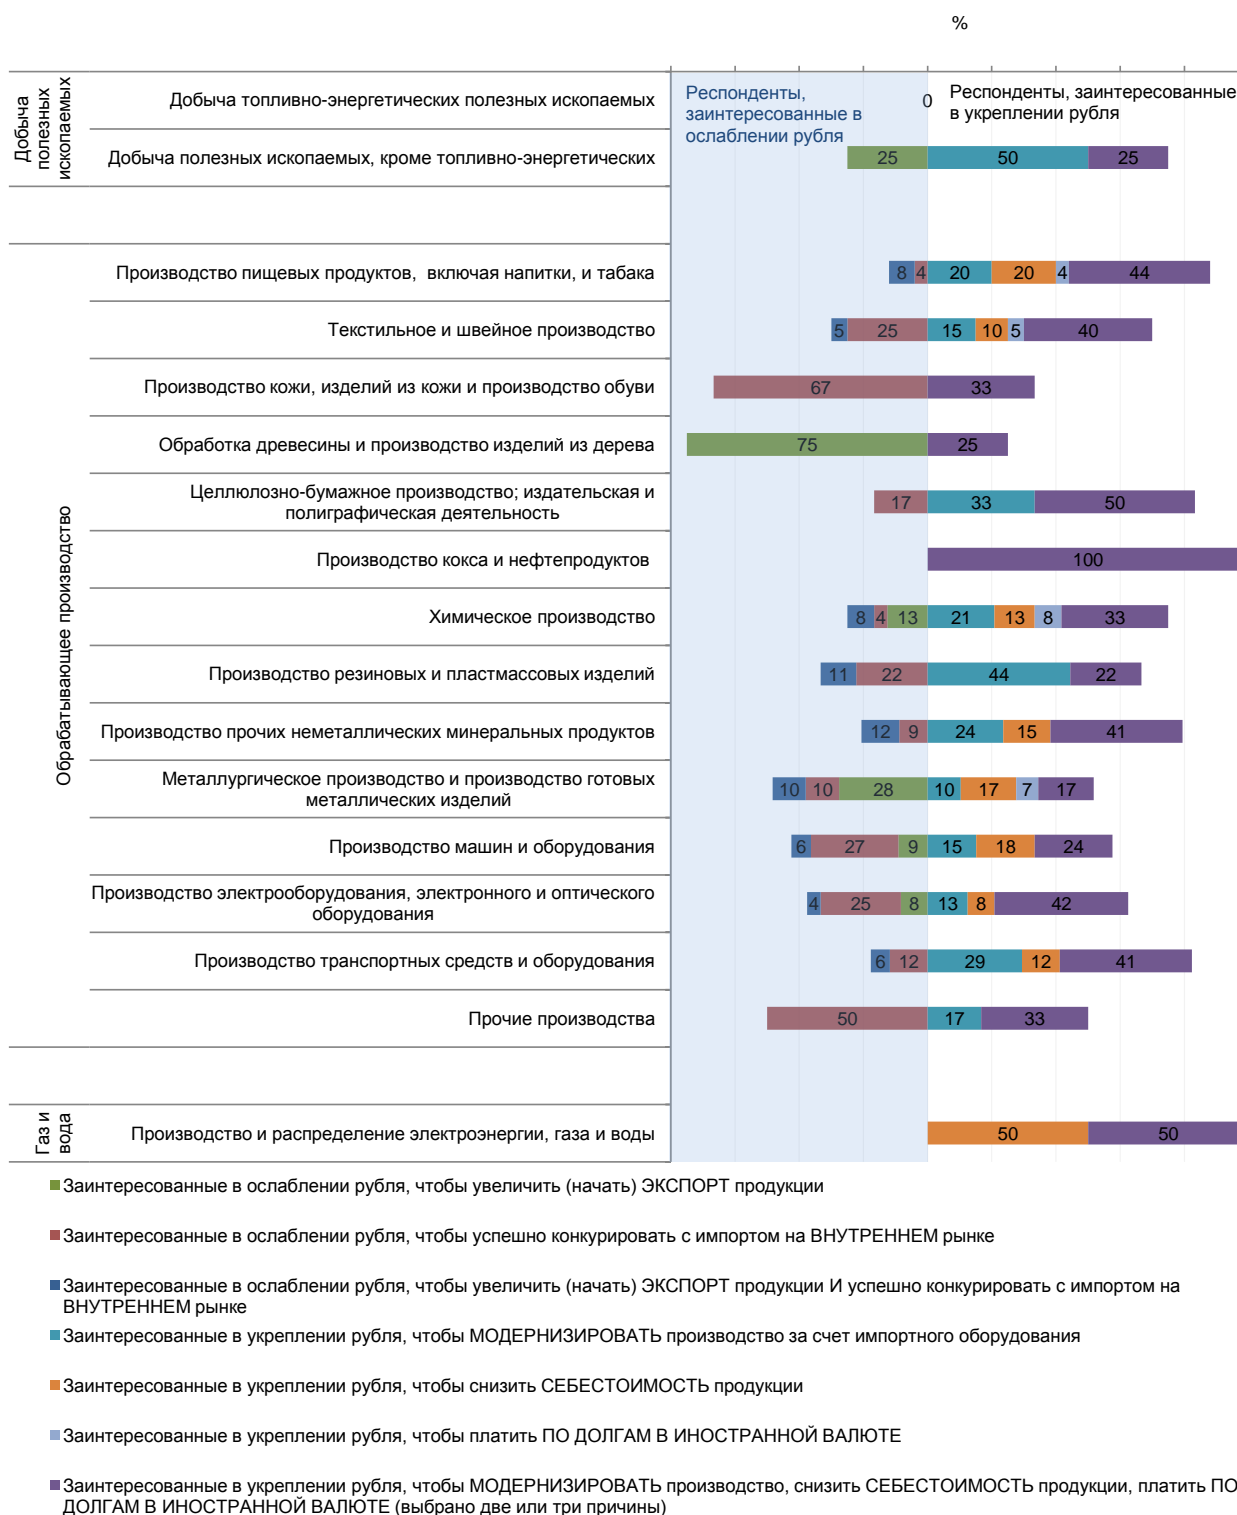 %
Добыча полезных ископаемых
Добыча топливно-энергетических полезных ископаемых
Респонденты,
заинтересованные в
ослаблении рубля
0
Респонденты, заинтересованные
в укреплении рубля
Добыча полезных ископаемых, кроме топливно-энергетических
25 50 25
Обрабатывающее производство
Производство пищевых продуктов, включая напитки, и табака
8 4 20 20 4 44
Текстильное и швейное производство
5 25 15 10 5 40
Производство кожи, изделий из кожи и производство обуви
67 33
Обработка древесины и производство изделий из дерева
75 25
Целлюлозно-бумажное производство; издательская и
полиграфическая деятельность
17 33 50
Производство кокса и нефтепродуктов
100
Химическое производство
8 4 13 21 13 8 33
Производство резиновых и пластмассовых изделий
11 22 44 22
Производство прочих неметаллических минеральных продуктов
12 9 24 15 41
Металлургическое производство и производство готовых
металлических изделий
10 10 28 10 17 7 17
Производство машин и оборудования
6 27 9 15 18 24
Производство электрооборудования, электронного и оптического
оборудования
4 25 8 13 8 42
Производство транспортных средств и оборудования
6 12 29 12 41
Прочие производства
50 17 33
Газ и вода
Производство и распределение электроэнергии, газа и воды
50 50
Заинтересованные в ослаблении рубля, чтобы увеличить (начать) ЭКСПОРТ продукции
Заинтересованные в ослаблении рубля, чтобы успешно конкурировать с импортом на ВНУТРЕННЕМ рынке
Заинтересованные в ослаблении рубля, чтобы увеличить (начать) ЭКСПОРТ продукции И успешно конкурировать с импортом на
ВНУТРЕННЕМ рынке
Заинтересованные в укреплении рубля, чтобы МОДЕРНИЗИРОВАТЬ производство за счет импортного оборудования
Заинтересованные в укреплении рубля, чтобы снизить СЕБЕСТОИМОСТЬ продукции
Заинтересованные в укреплении рубля, чтобы платить ПО ДОЛГАМ В ИНОСТРАННОЙ ВАЛЮТЕ
Заинтересованные в укреплении рубля, чтобы МОДЕРНИЗИРОВАТЬ производство, снизить СЕБЕСТОИМОСТЬ продукции, платить ПО
ДОЛГАМ В ИНОСТРАННОЙ ВАЛЮТЕ (выбрано две или три причины)